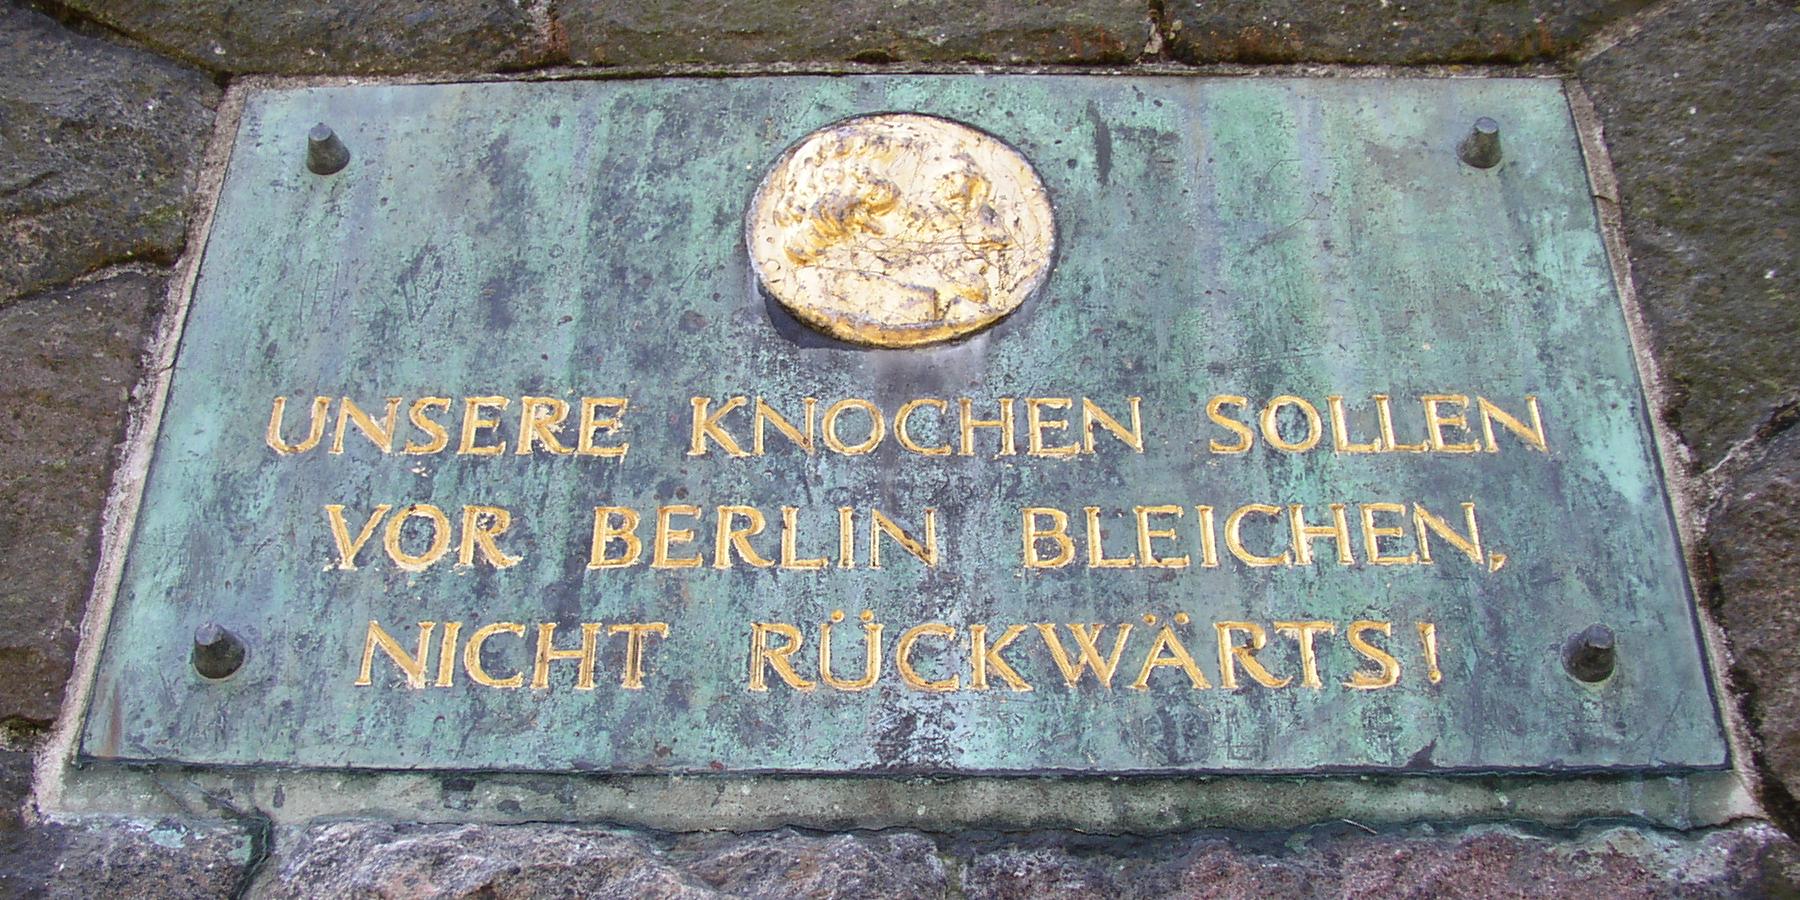 UNSERE KNOCHEN SOLLEN
VOR BERLIN BLEICHEN,
NICHT RÜCKWÄRTS!